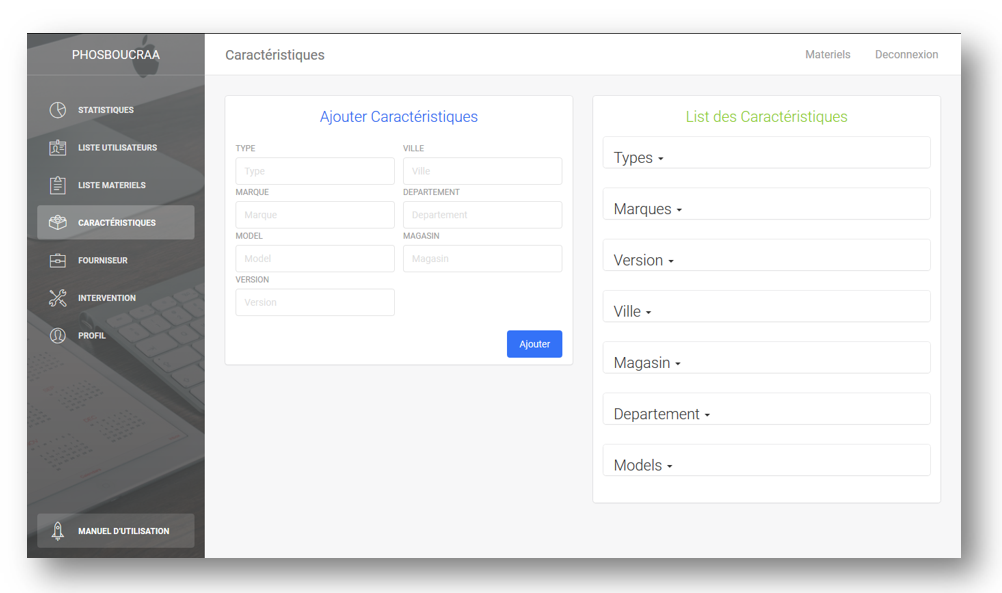 PHOSBOUCRAA
STATISTIQUES
LISTE UTILISATEURS
LISTE MATERIELS
CARACTÉRISTIQUES
FOURNISEUR
INTERVENTION
PROFIL
MANUEL D'UTILISATION
Caractéristiques
Materiels Deconnexion
Ajouter Caractéristiques
TYPE VILLE
Type Ville
MARQUE DEPARTEMENT
Marque Departement
MODEL MAGASIN
Model Magasin
VERSION
Version
Ajouter
List des Caractéristiques
Types
Marques
Version
Ville
Magasin
Departement
Models